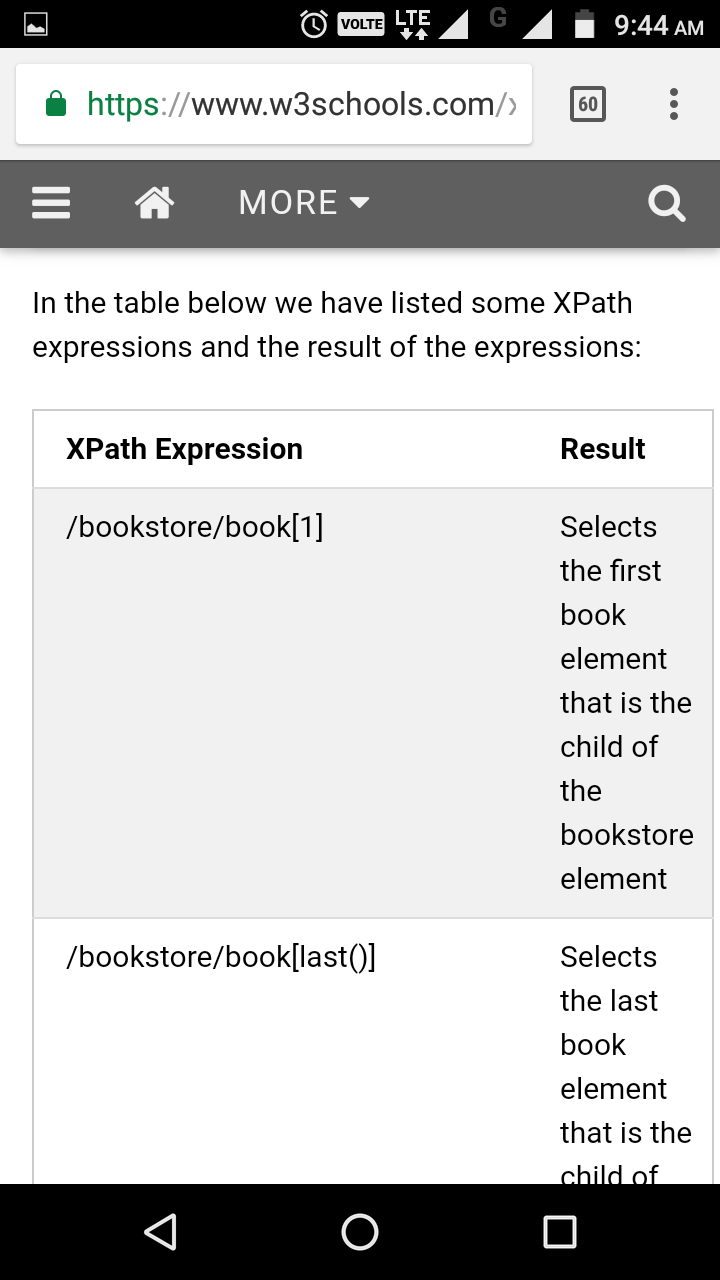 VOLTE LTE G 9:44 AM
https://www.w3schools.com/ 60
MORE
In the table below we have listed some XPath
expressions and the result of the expressions:
XPath Expression Result
/bookstore/book[1] Selects
the first
book
element
that is the
child of
the
bookstore
element
/bookstore/book[last()] Selects
the last
book
element
that is the
child of